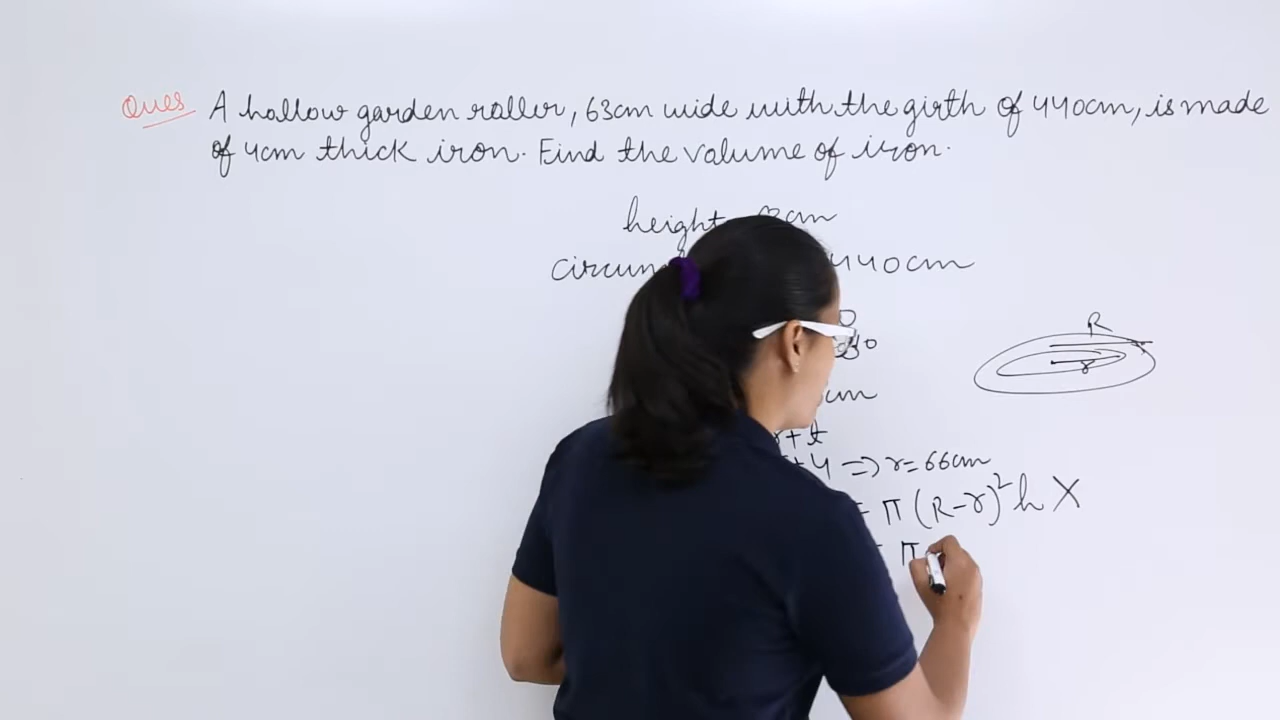 Ques A hollow garden roller, 63cm wide with the girth of 440cm, is made
of 4cm thick iron. Find the volume of iron.
height
circum 440cm
R
r
cm
r+t
+4 ⇒ r=66cm
= π(R-r)²h X
= π